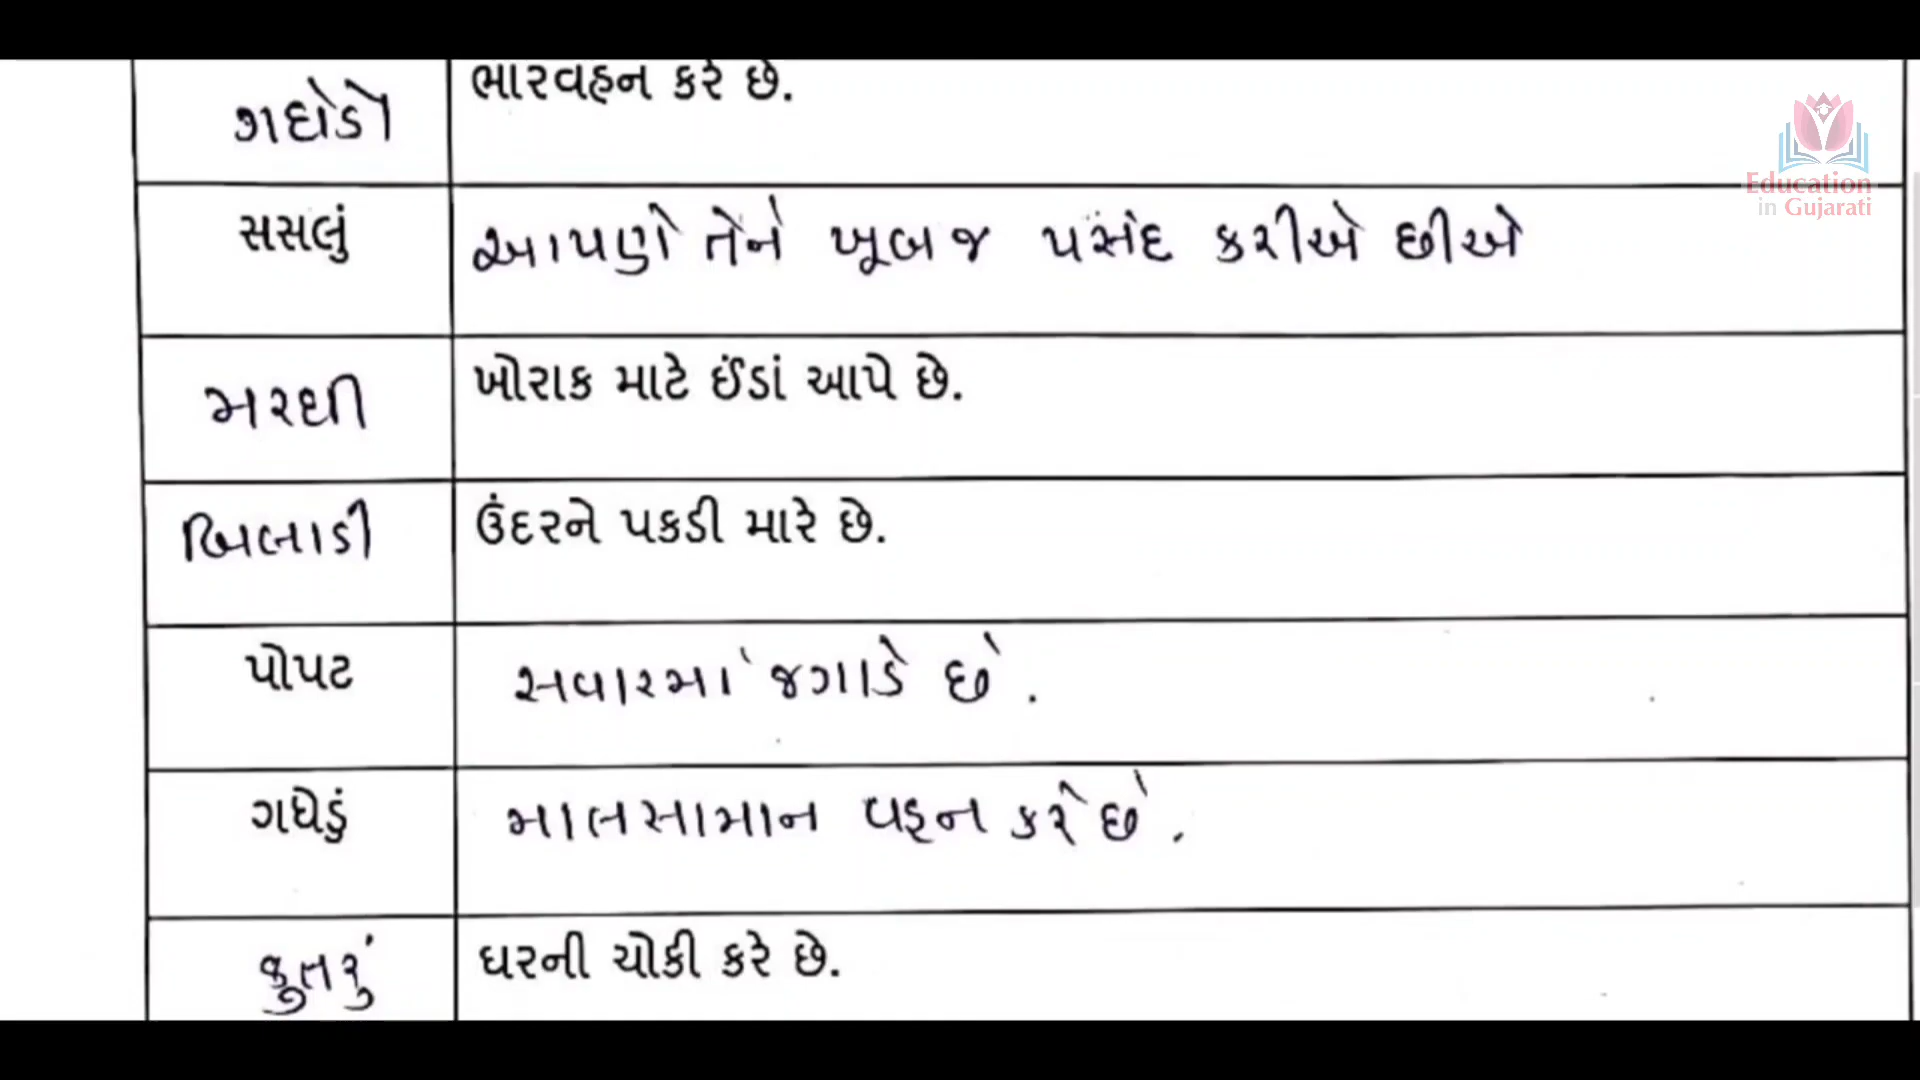 ભારવહન કરે છે.
સસલું
આપણે તેને ખૂબ જ પસંદ કરીએ છીએ
મરઘી
ખોરાક માટે ઈંડાં આપે છે.
બિલાડી
ઉંદરને પકડી મારે છે.
પોપટ
સવારમાં જગાડે છે.
ગધેડું
માલસામાન વહન કરે છે.
કુતરું
ઘરની ચોકી કરે છે.
Education
in Gujarati